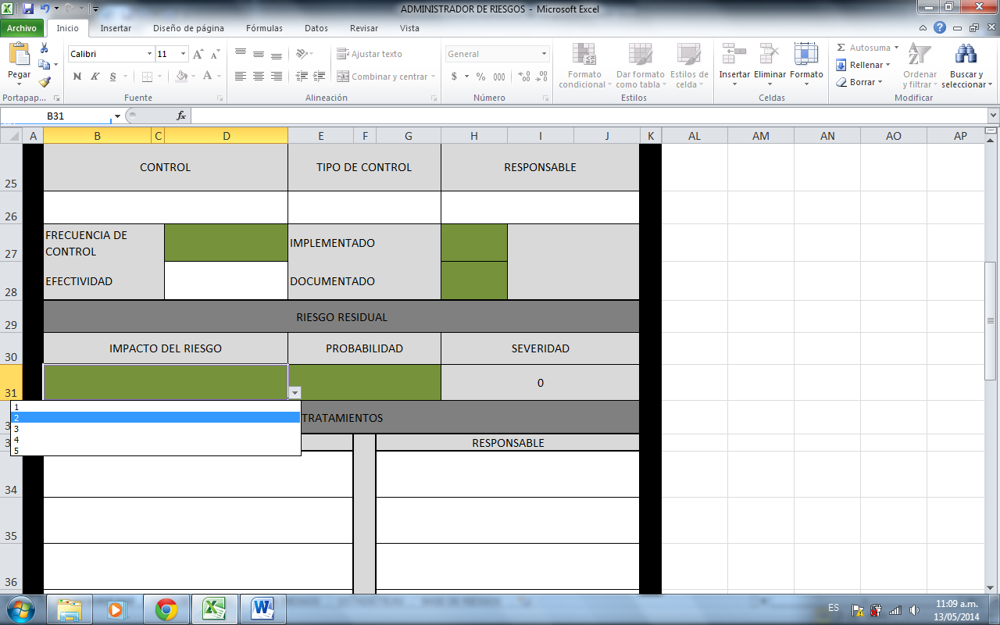 ADMINISTRADOR DE RIESGOS - Microsoft Excel
Archivo Inicio Insertar Diseño de página Fórmulas Datos Revisar Vista
Pegar
Calibri 11
N K S
Ajustar texto
Combinar y centrar
General
$ % 000
Formato condicional
Dar formato como tabla
Estilos de celda
Insertar Eliminar Formato
Autosuma
Rellenar
Borrar
Ordenar y filtrar
Buscar y seleccionar
Portapap... Fuente Alineación Número Estilos Celdas Modificar
B31 fx
A B C D E F G H I J K AL AM AN AO AP
25 CONTROL TIPO DE CONTROL RESPONSABLE
26
27 FRECUENCIA DE CONTROL IMPLEMENTADO
28 EFECTIVIDAD DOCUMENTADO
29 RIESGO RESIDUAL
30 IMPACTO DEL RIESGO PROBABILIDAD SEVERIDAD
31 0
1
2
3
4
5
TRATAMIENTOS
RESPONSABLE
34
35
36
ES
11:09 a.m.
13/05/2014